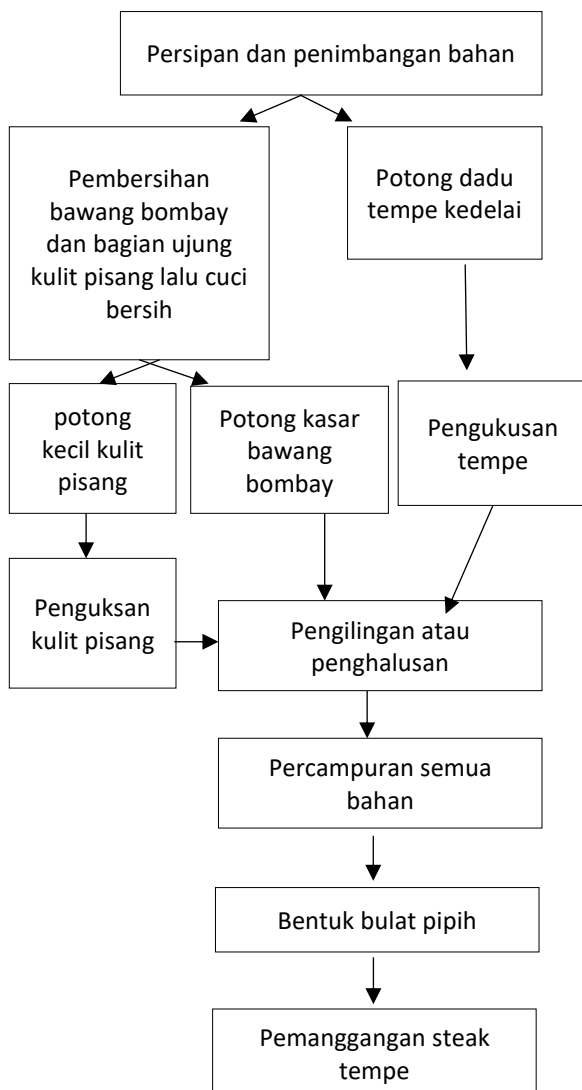 Persipan dan penimbangan bahan
Pembersihan
bawang bombay
dan bagian ujung
kulit pisang lalu cuci
bersih
Potong dadu
tempe kedelai
potong
kecil kulit
pisang
Potong kasar
bawang
bombay
Pengukusan
tempe
Penguksan
kulit pisang
Pengilingan atau
penghalusan
Percampuran semua
bahan
Bentuk bulat pipih
Pemanggangan steak
tempe